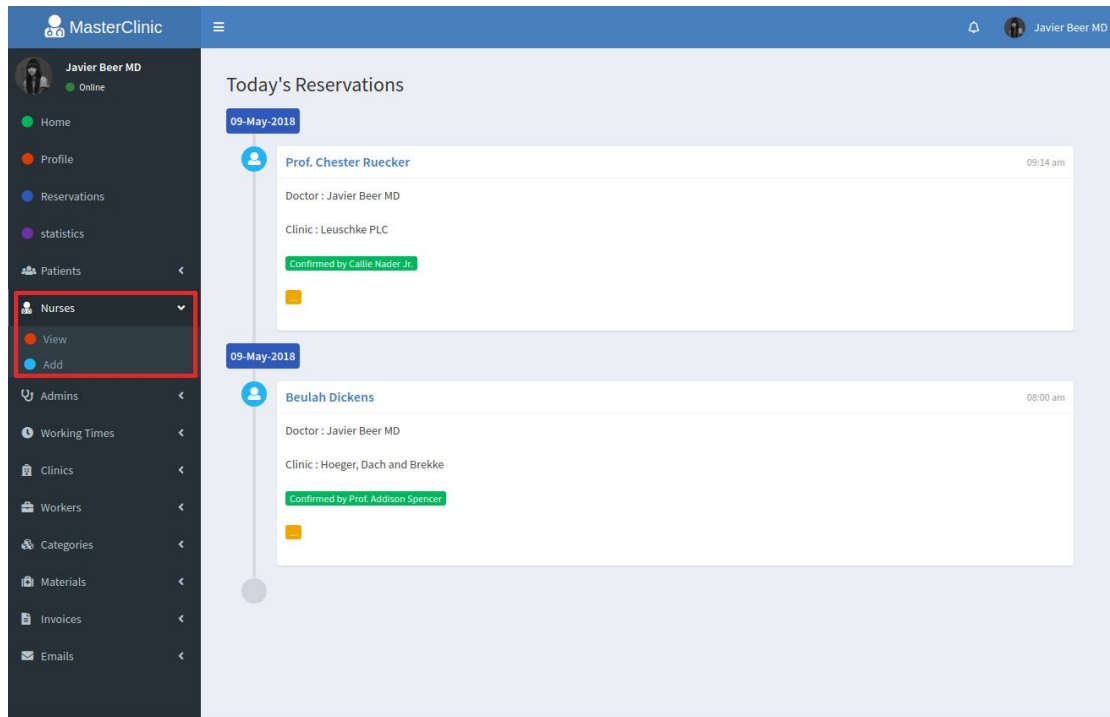 MasterClinic
Javier Beer MD
Javier Beer MD
Online
Home
Profile
Reservations
statistics
Patients
Nurses
View
Add
Admins
Working Times
Clinics
Workers
Categories
Materials
Invoices
Emails
Today's Reservations
09-May-2018
Prof. Chester Ruecker 09:14 am
Doctor : Javier Beer MD
Clinic : Leuschke PLC
Confirmed by Callie Nader Jr.
...
09-May-2018
Beulah Dickens 08:00 am
Doctor : Javier Beer MD
Clinic : Hoeger, Dach and Brekke
Confirmed by Prof. Addison Spencer
...